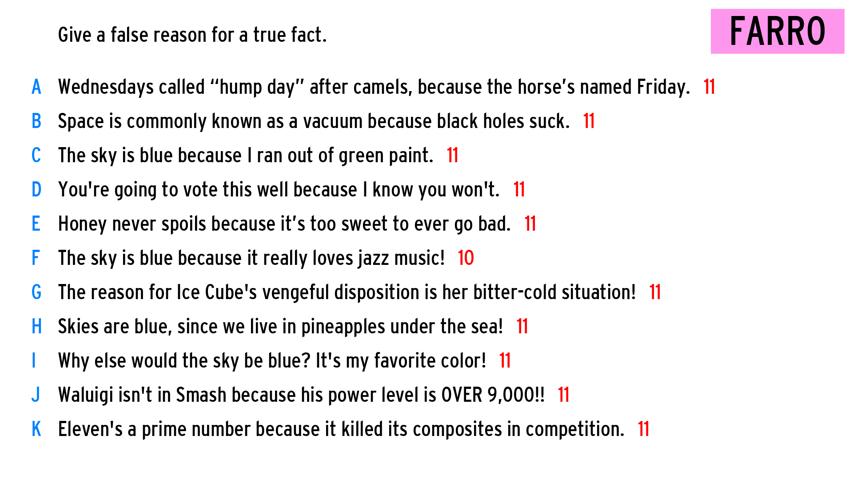 Give a false reason for a true fact.
FARRO
A Wednesdays called “hump day” after camels, because the horse’s named Friday. 11
B Space is commonly known as a vacuum because black holes suck. 11
C The sky is blue because I ran out of green paint. 11
D You're going to vote this well because I know you won't. 11
E Honey never spoils because it’s too sweet to ever go bad. 11
F The sky is blue because it really loves jazz music! 10
G The reason for Ice Cube's vengeful disposition is her bitter-cold situation! 11
H Skies are blue, since we live in pineapples under the sea! 11
I Why else would the sky be blue? It's my favorite color! 11
J Waluigi isn't in Smash because his power level is OVER 9,000!! 11
K Eleven's a prime number because it killed its composites in competition. 11